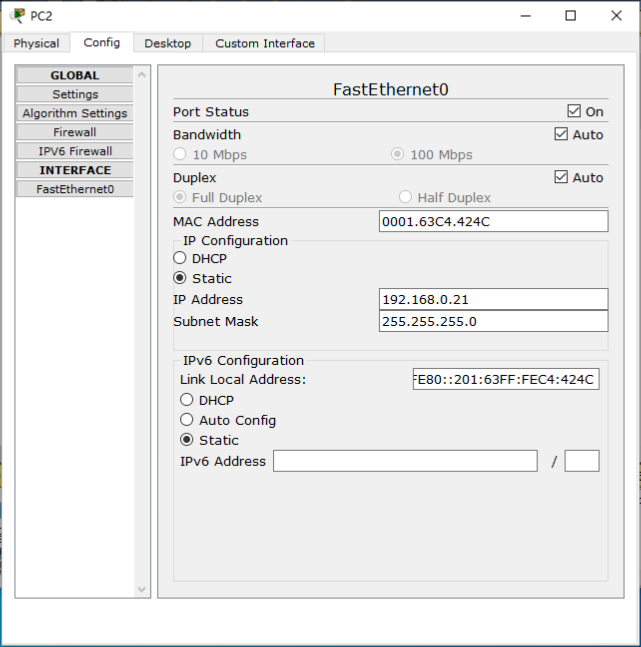 PC2
Physical Config Desktop Custom Interface
GLOBAL
Settings
Algorithm Settings
Firewall
IPV6 Firewall
INTERFACE
FastEthernet0
FastEthernet0
Port Status On
Bandwidth Auto
10 Mbps 100 Mbps
Duplex Auto
Full Duplex Half Duplex
MAC Address 0001.63C4.424C
IP Configuration
DHCP
Static
IP Address 192.168.0.21
Subnet Mask 255.255.255.0
IPv6 Configuration
Link Local Address: FE80::201:63FF:FEC4:424C
DHCP
Auto Config
Static
IPv6 Address /